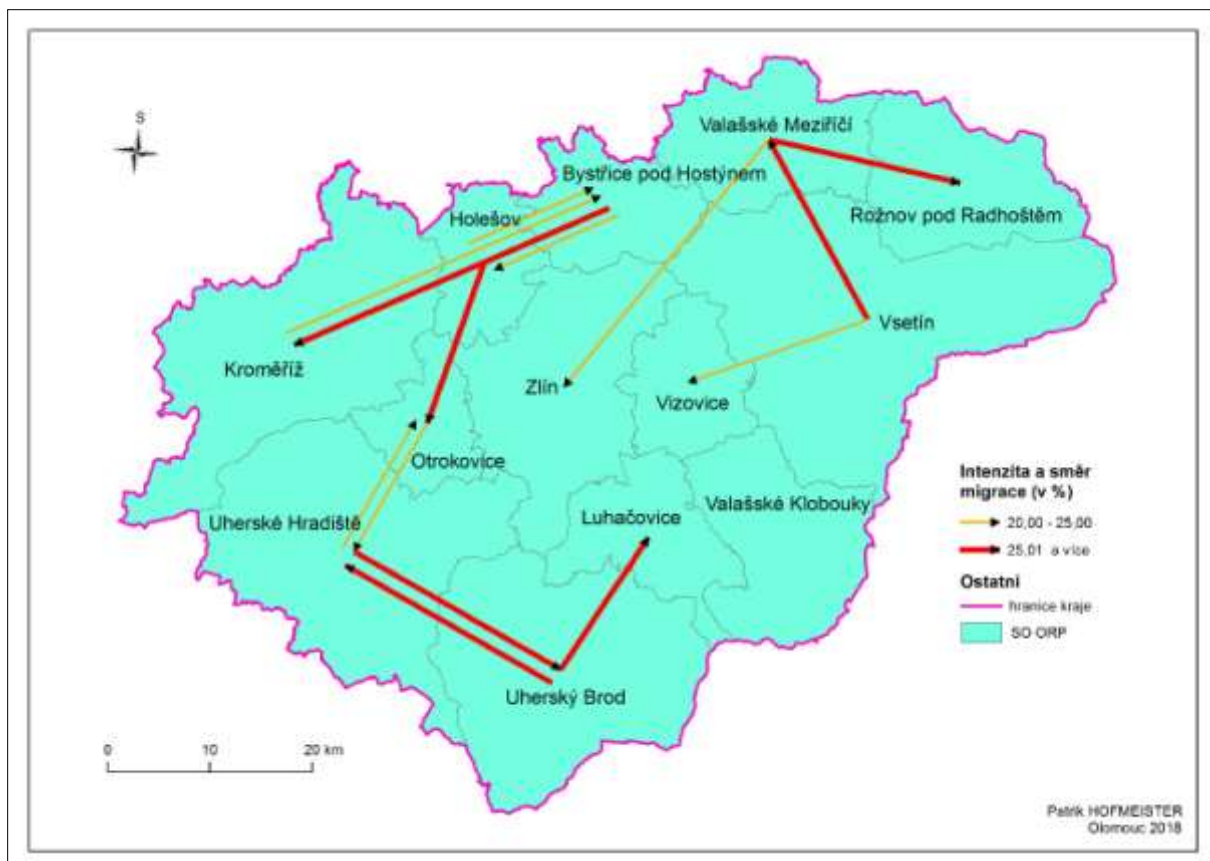 S
Valašské Meziříčí
Bystřice pod Hostýnem
Holešov
Rožnov pod Radhoštěm
Vsetín
Kroměříž
Zlín
Vizovice
Otrokovice
Intenzita a směr
migrace (v %)
20,00 - 25,00
25,01 a více
Ostatní
hranice kraje
SO ORP
Valašské Klobouky
Luhačovice
Uherské Hradiště
Uherský Brod
0 10 20 km
Patrik HOFMEISTER
Olomouc 2018